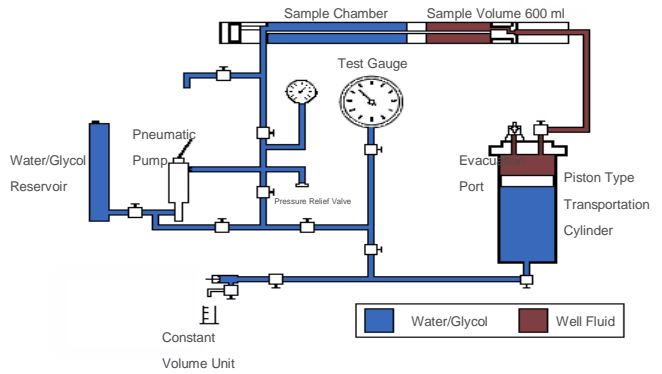 Sample Chamber
Sample Volume 600 ml
Test Gauge
Pneumatic
Pump
Water/Glycol
Reservoir
Port
Piston Type
Transportation
Cylinder
Pressure Relief Valve
Constant
Volume Unit
Water/Glycol
Well Fluid